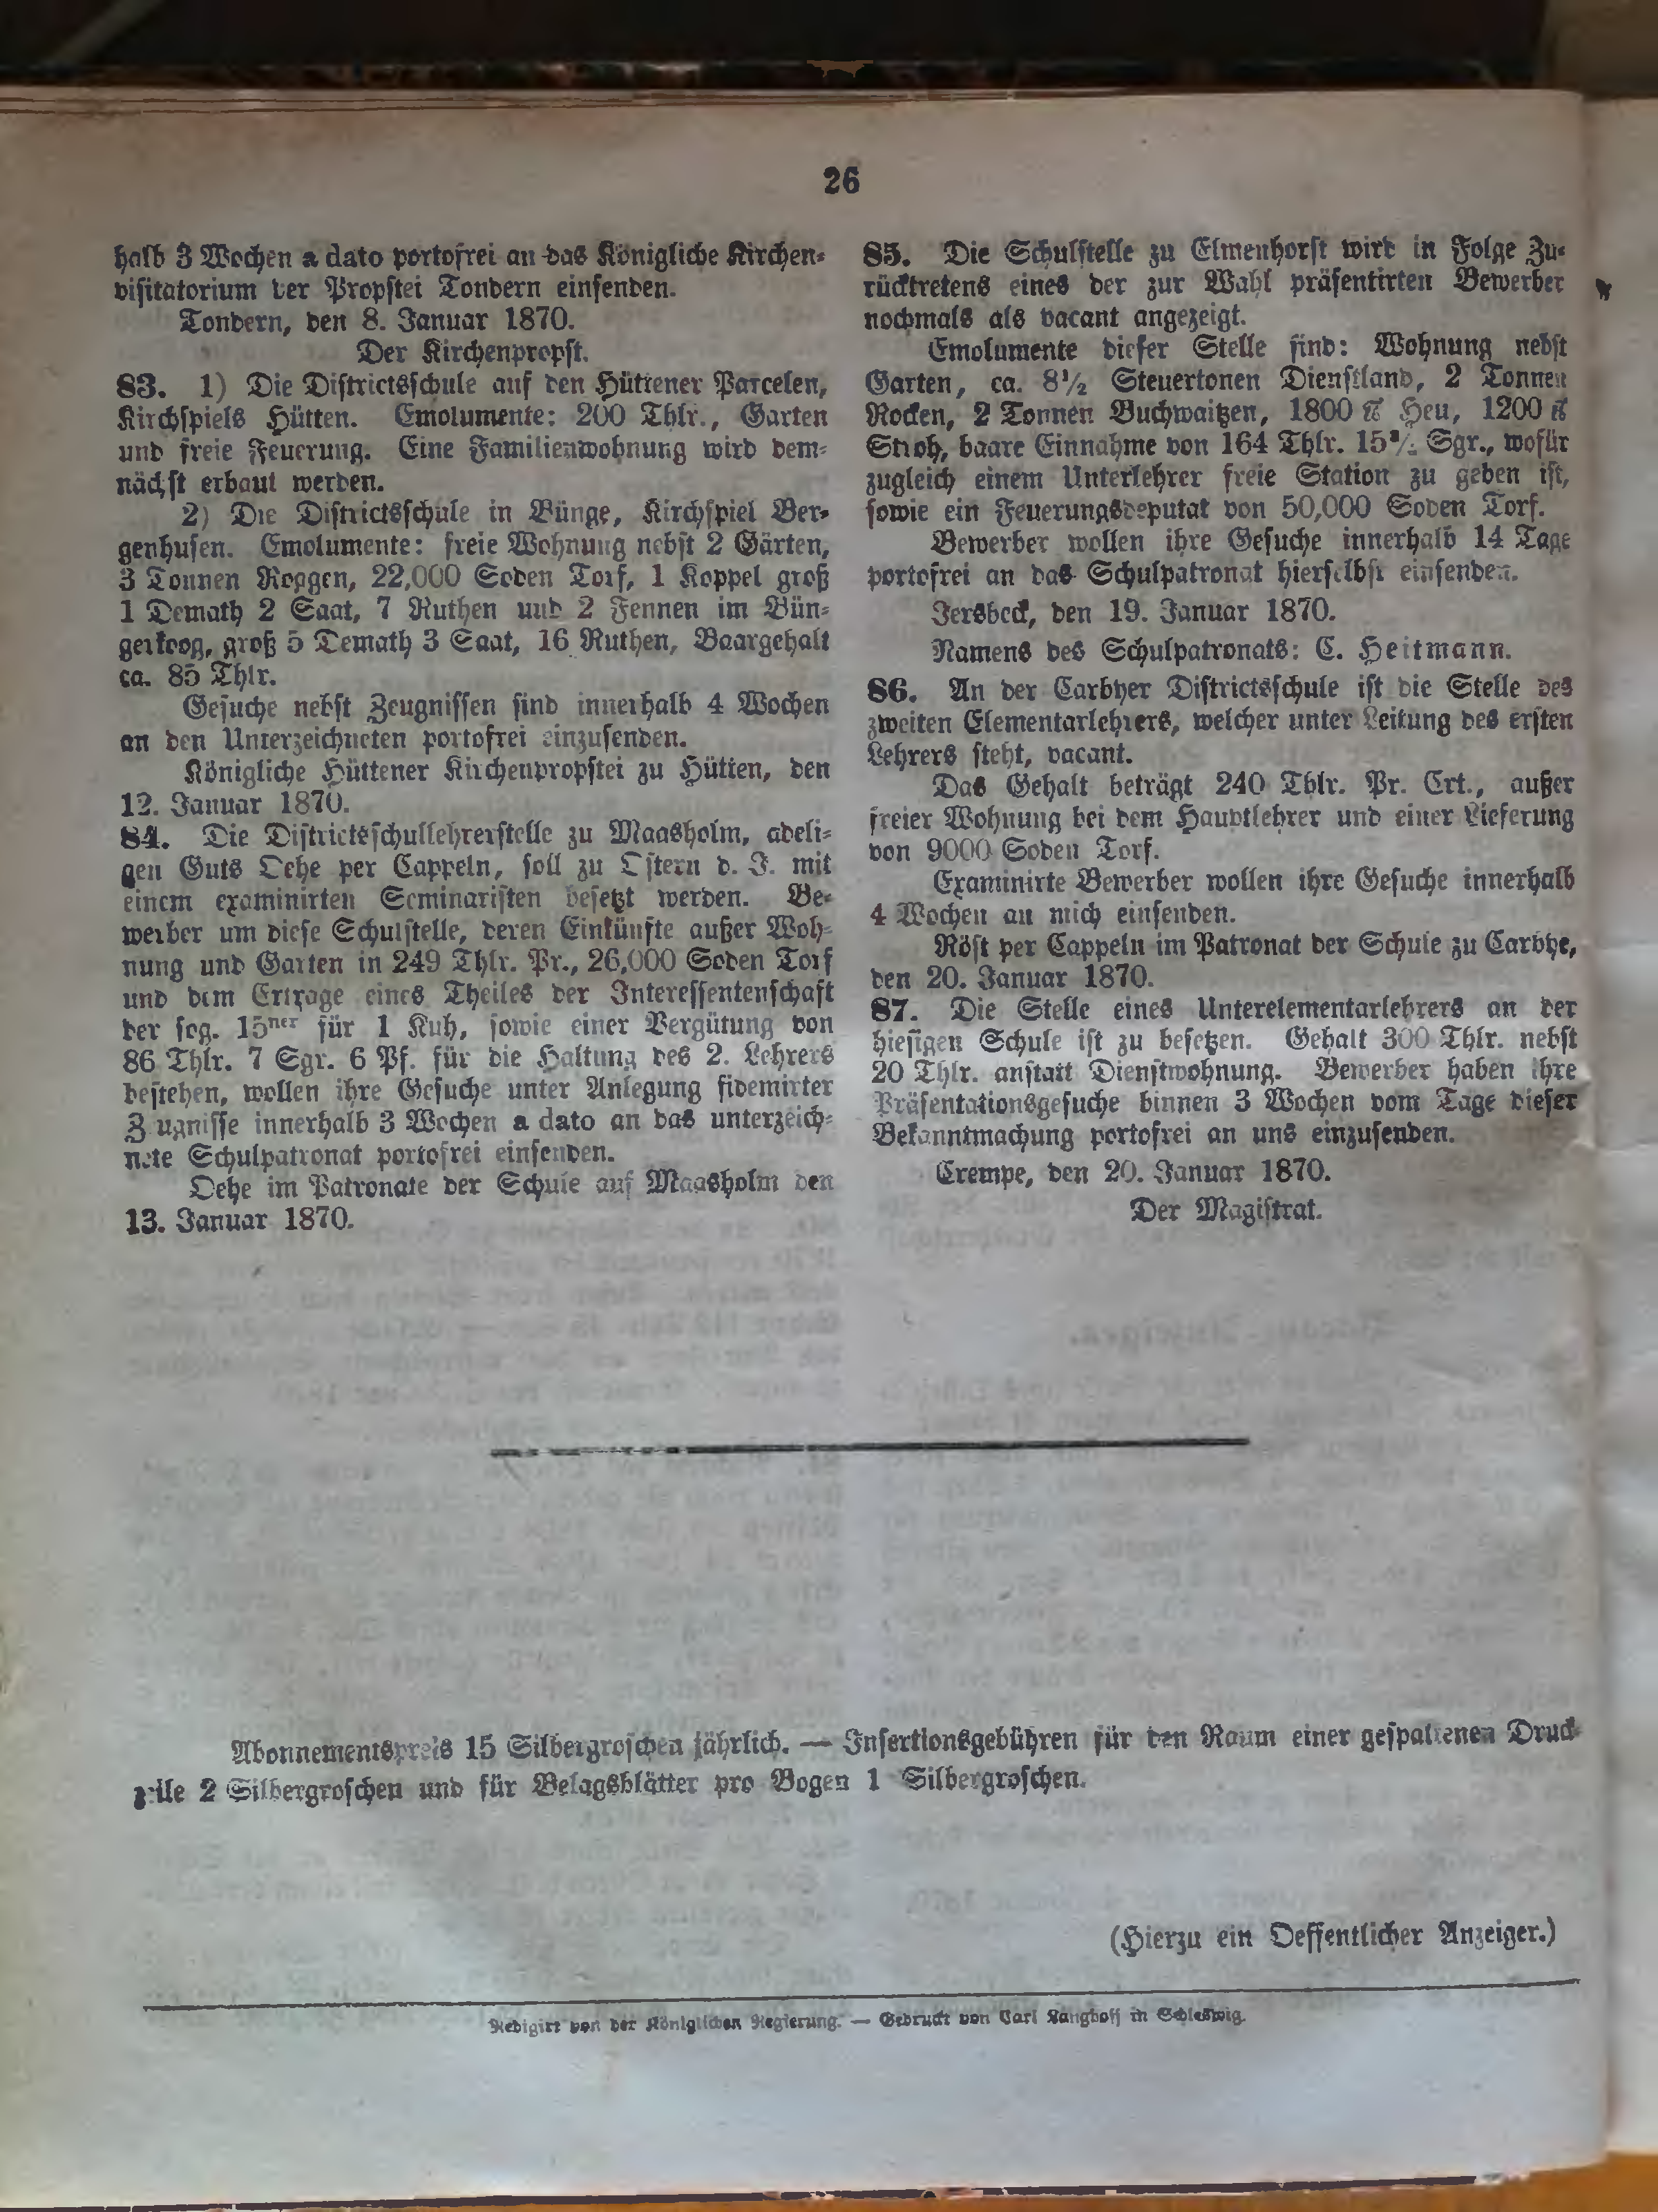 26
halb 3 Wochen a dato portofrei an das Königliche Kirchen-
visitatorium der Propstei Tondern einsenden.
Tondern, den 8. Januar 1870.
Der Kirchenpropst.
83. 1) Die Districtsschule auf den Hüttener Parcelen,
Kirchspiels Hütten. Emolumente: 200 Thlr., Garten
und freie Feuerung. Eine Familienwohnung wird dem-
nächst erbaut werden.
2) Die Districtsschule in Bünge, Kirchspiel Ber-
genhusen. Emolumente: freie Wohnung nebst 2 Gärten,
3 Tonnen Roggen, 22,000 Soden Torf, 1 Koppel groß
1 Demath 2 Saat, 7 Ruthen und 2 Fennen im Bün-
gerkoog, groß 5 Demath 3 Saat, 16 Ruthen, Baargehalt
ca. 85 Thlr.
Gesuche nebst Zeugnissen sind innerhalb 4 Wochen
an den Unterzeichneten portofrei einzusenden.
Königliche Hüttener Kirchenpropstei zu Hütten, den
12. Januar 1870.
84. Die Districtsschullehrerstelle zu Maasholm, adeli-
gen Guts Oehe per Cappeln, soll zu Ostern d. J. mit
einem examinirten Seminaristen besetzt werden. Be-
werber um diese Schulstelle, deren Einkünfte außer Woh-
nung und Garten in 249 Thlr. Pr., 26,000 Soden Torf
und dem Ertrage eines Theiles der Interessentenschaft
der sog. 15ner für 1 Kuh, sowie einer Vergütung von
86 Thlr. 7 Sgr. 6 Pf. für die Haltung des 2. Lehrers
bestehen, wollen ihre Gesuche unter Anlegung fidemirter
Zeugnisse innerhalb 3 Wochen a dato an das unterzeich-
nete Schulpatronat portofrei einsenden.
Oehe im Patronate der Schule auf Maasholm den
13. Januar 1870.
85. Die Schulstelle zu Elmenhorst wird in Folge Zu-
rücktretens eines der zur Wahl präsentirten Bewerber
nochmals als vacant angezeigt.
Emolumente dieser Stelle sind: Wohnung nebst
Garten, ca. 8½ Steuertonen Dienstland, 2 Tonnen
Rocken, 2 Tonnen Buchwaitzen, 1800 ℔ Heu, 1200 ℔
Stroh, baare Einnahme von 164 Thlr. 15½ Sgr., wofür
zugleich einem Unterlehrer freie Station zu geben ist,
sowie ein Feuerungsdeputat von 50,000 Soden Torf.
Bewerber wollen ihre Gesuche innerhalb 14 Tage
portofrei an das Schulpatronat hierselbst einsenden.
Jersbeck, den 19. Januar 1870.
Namens des Schulpatronats: C. Heitmann.
86. An der Carbyer Districtsschule ist die Stelle des
zweiten Elementarlehrers, welcher unter Leitung des ersten
Lehrers steht, vacant.
Das Gehalt beträgt 240 Thlr. Pr. Crt., außer
freier Wohnung bei dem Hauptlehrer und einer Lieferung
von 9000 Soden Torf.
Examinirte Bewerber wollen ihre Gesuche innerhalb
4 Wochen an mich einsenden.
Röst per Cappeln im Patronat der Schule zu Carbye,
den 20. Januar 1870.
87. Die Stelle eines Unterelementarlehrers an der
hiesigen Schule ist zu besetzen. Gehalt 300 Thlr. nebst
20 Thlr. anstatt Dienstwohnung. Bewerber haben ihre
Präsentationsgesuche binnen 3 Wochen vom Tage dieser
Bekanntmachung portofrei an uns einzusenden.
Crempe, den 20. Januar 1870.
Der Magistrat.
Abonnementspreis 15 Silbergroschen jährlich. — Insertionsgebühren für den Raum einer gespaltenen Druck-
zeile 2 Silbergroschen und für Belagsblätter pro Bogen 1 Silbergroschen.
(Hierzu ein Oeffentlicher Anzeiger.)
Redigirt von der Königlichen Regierung. — Gedruckt von Carl Langhoff in Schleswig.